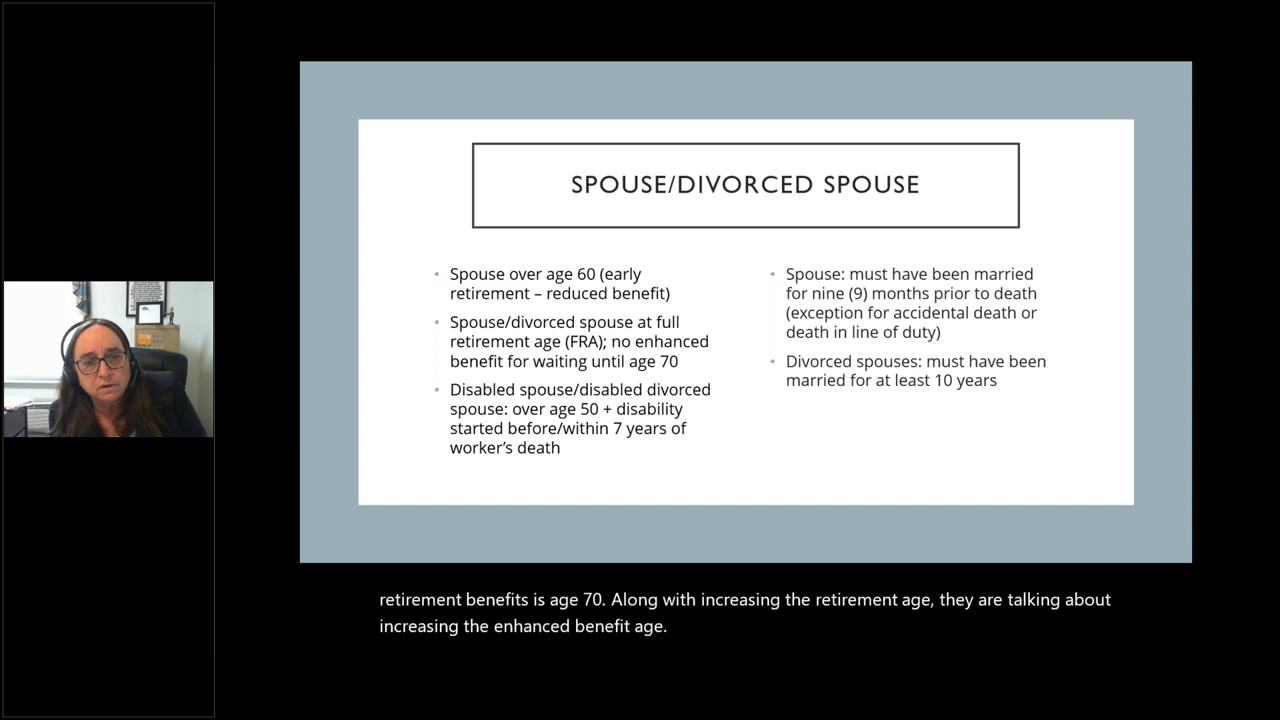 SPOUSE/DIVORCED SPOUSE
• Spouse over age 60 (early
retirement – reduced benefit)
• Spouse/divorced spouse at full
retirement age (FRA); no enhanced
benefit for waiting until age 70
• Disabled spouse/disabled divorced
spouse: over age 50 + disability
started before/within 7 years of
worker’s death
• Spouse: must have been married
for nine (9) months prior to death
(exception for accidental death or
death in line of duty)
• Divorced spouses: must have been
married for at least 10 years
retirement benefits is age 70. Along with increasing the retirement age, they are talking about
increasing the enhanced benefit age.